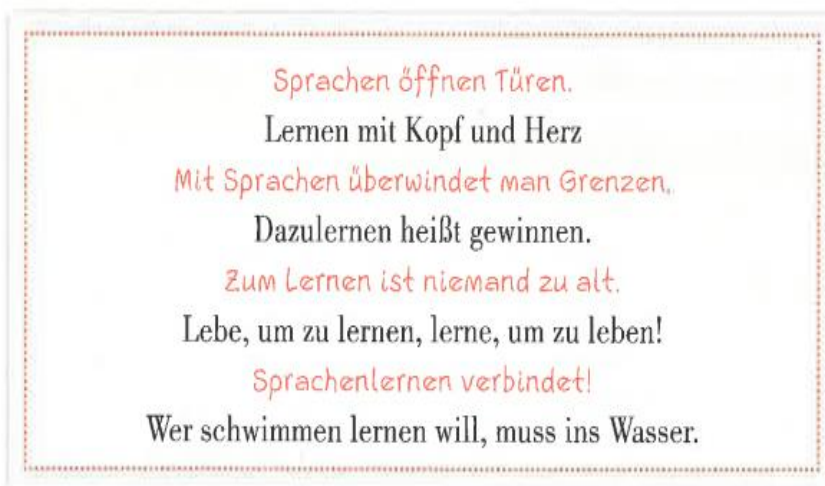 Sprachen öffnen Türen.
Lernen mit Kopf und Herz
Mit Sprachen überwindet man Grenzen.
Dazulernen heißt gewinnen.
Zum Lernen ist niemand zu alt.
Lebe, um zu lernen, lerne, um zu leben!
Sprachenlernen verbindet!
Wer schwimmen lernen will, muss ins Wasser.